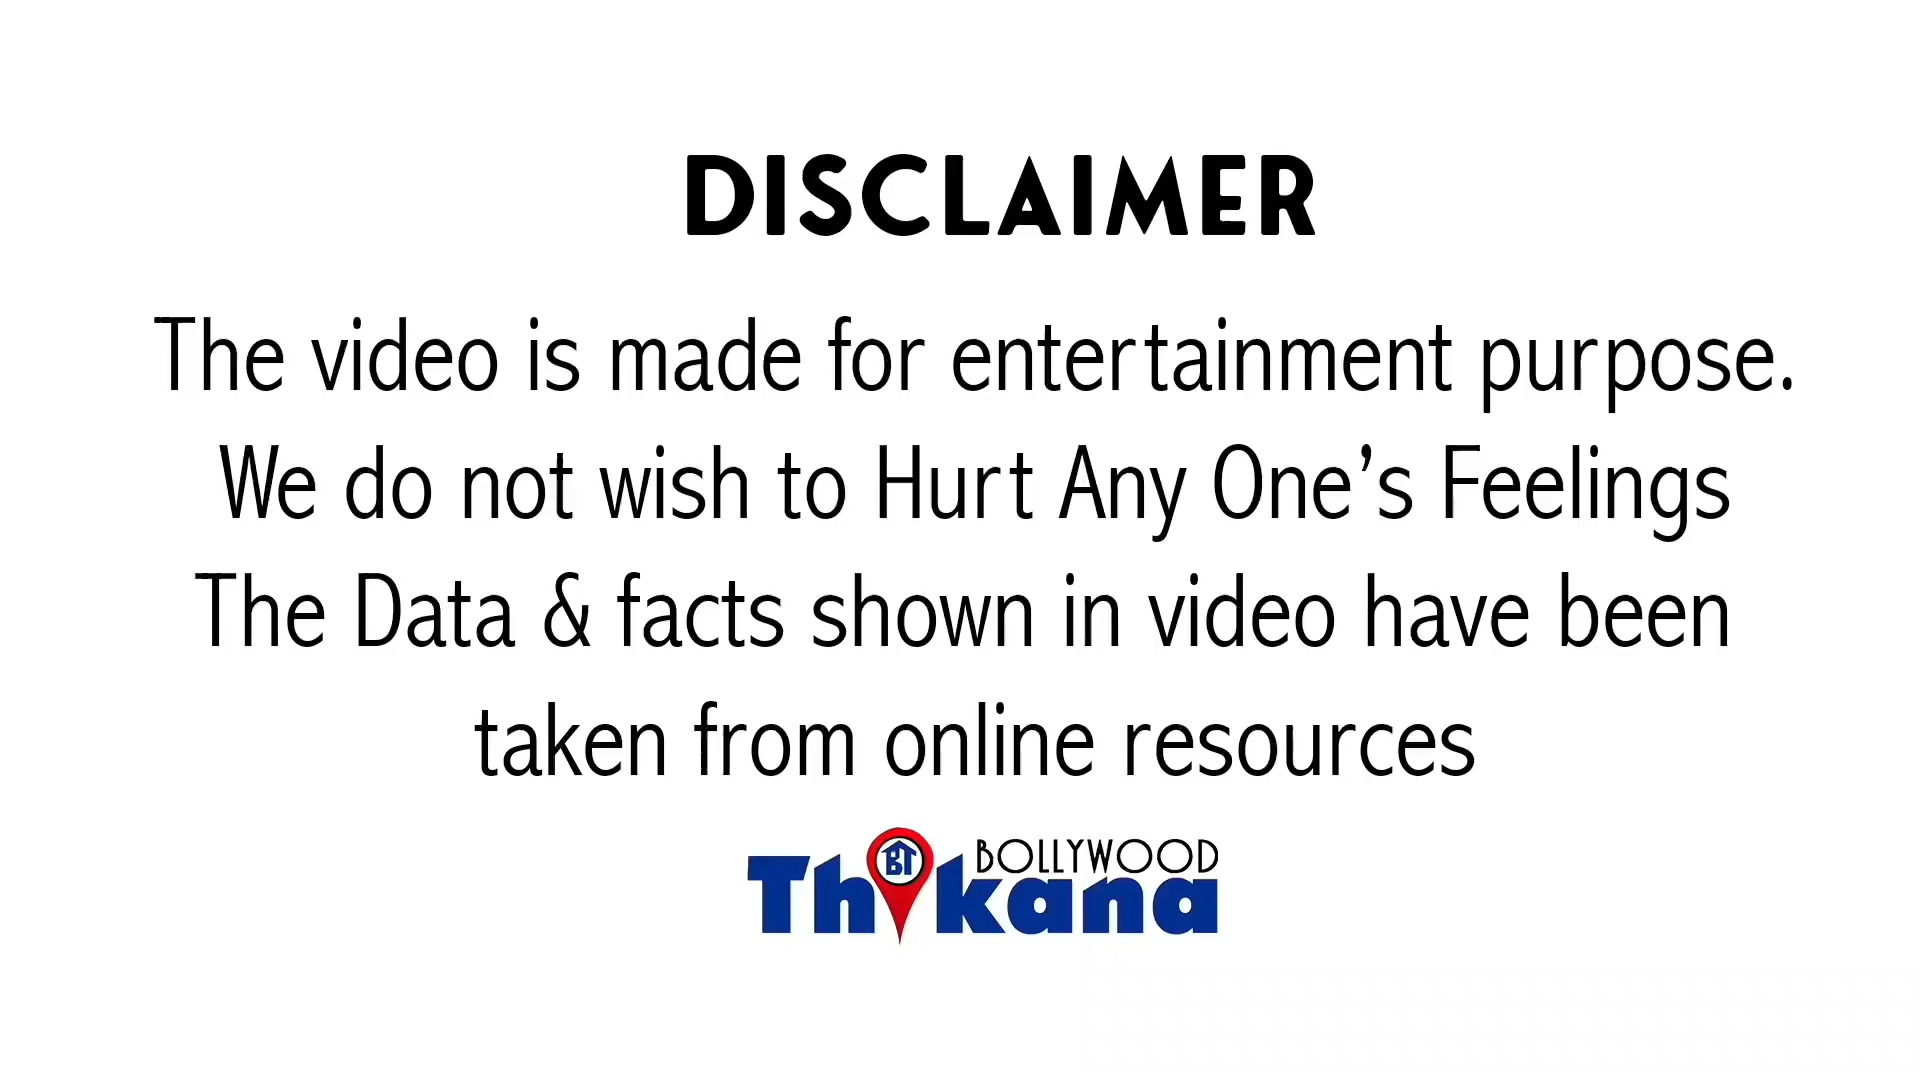 DISCLAIMER
The video is made for entertainment purpose.
We do not wish to Hurt Any One’s Feelings
The Data & facts shown in video have been
taken from online resources
BT
BOLLYWOOD
Thikana